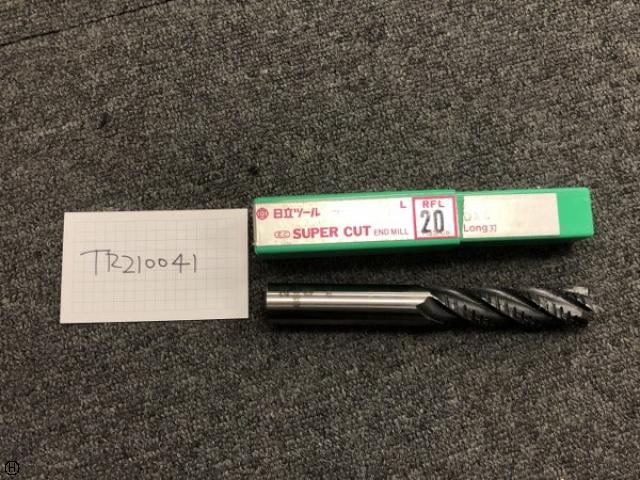 TR210041
日立ツール
L
RFL
20
SUPER CUT END MILL
Long刃
H